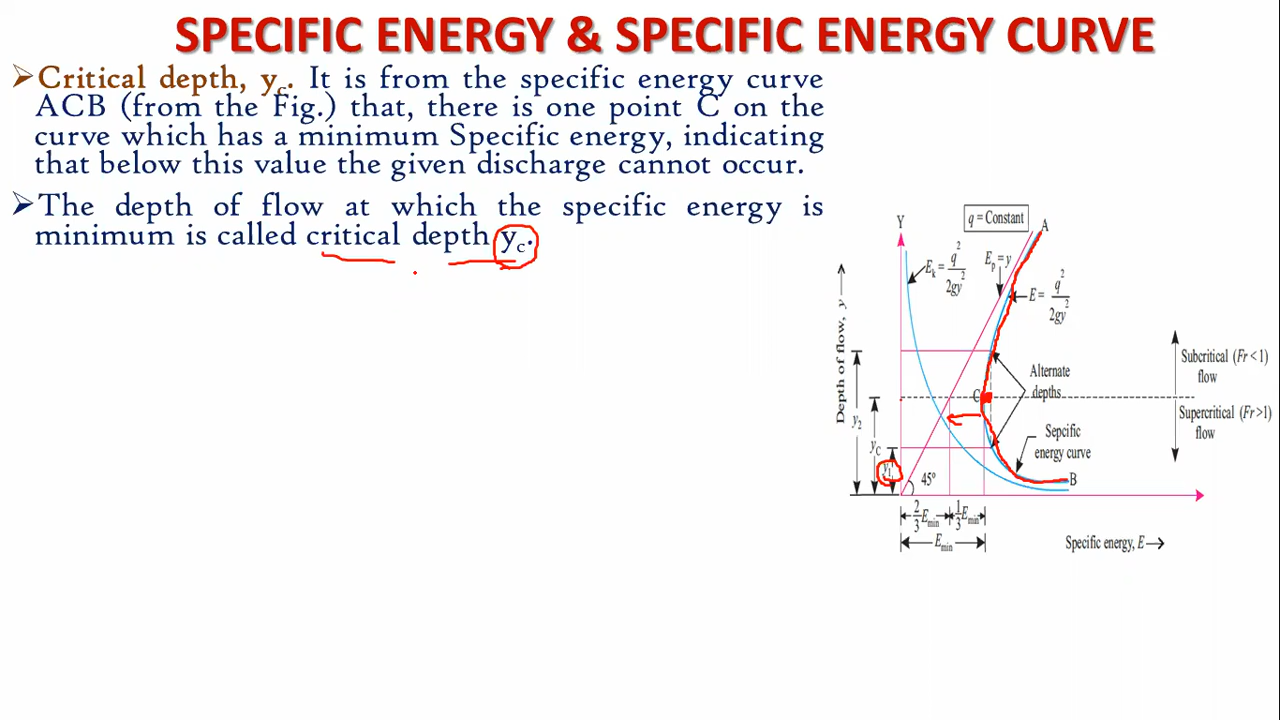 SPECIFIC ENERGY & SPECIFIC ENERGY CURVE
➢Critical depth, yc. It is from the specific energy curve
ACB (from the Fig.) that, there is one point C on the
curve which has a minimum Specific energy, indicating
that below this value the given discharge cannot occur.
➢The depth of flow at which the specific energy is
minimum is called critical depth yc.
q = Constant
Y
A
Ek = q²/2gy²
Ep = y
E = q²/2gy²
Depth of flow, y
Subcritical (Fr < 1)
flow
Alternate
depths
C
Supercritical (Fr >1)
flow
y2
yC
y1
Sepcific
energy curve
45°
B
2/3 Emin
1/3 Emin
Emin
Specific energy, E